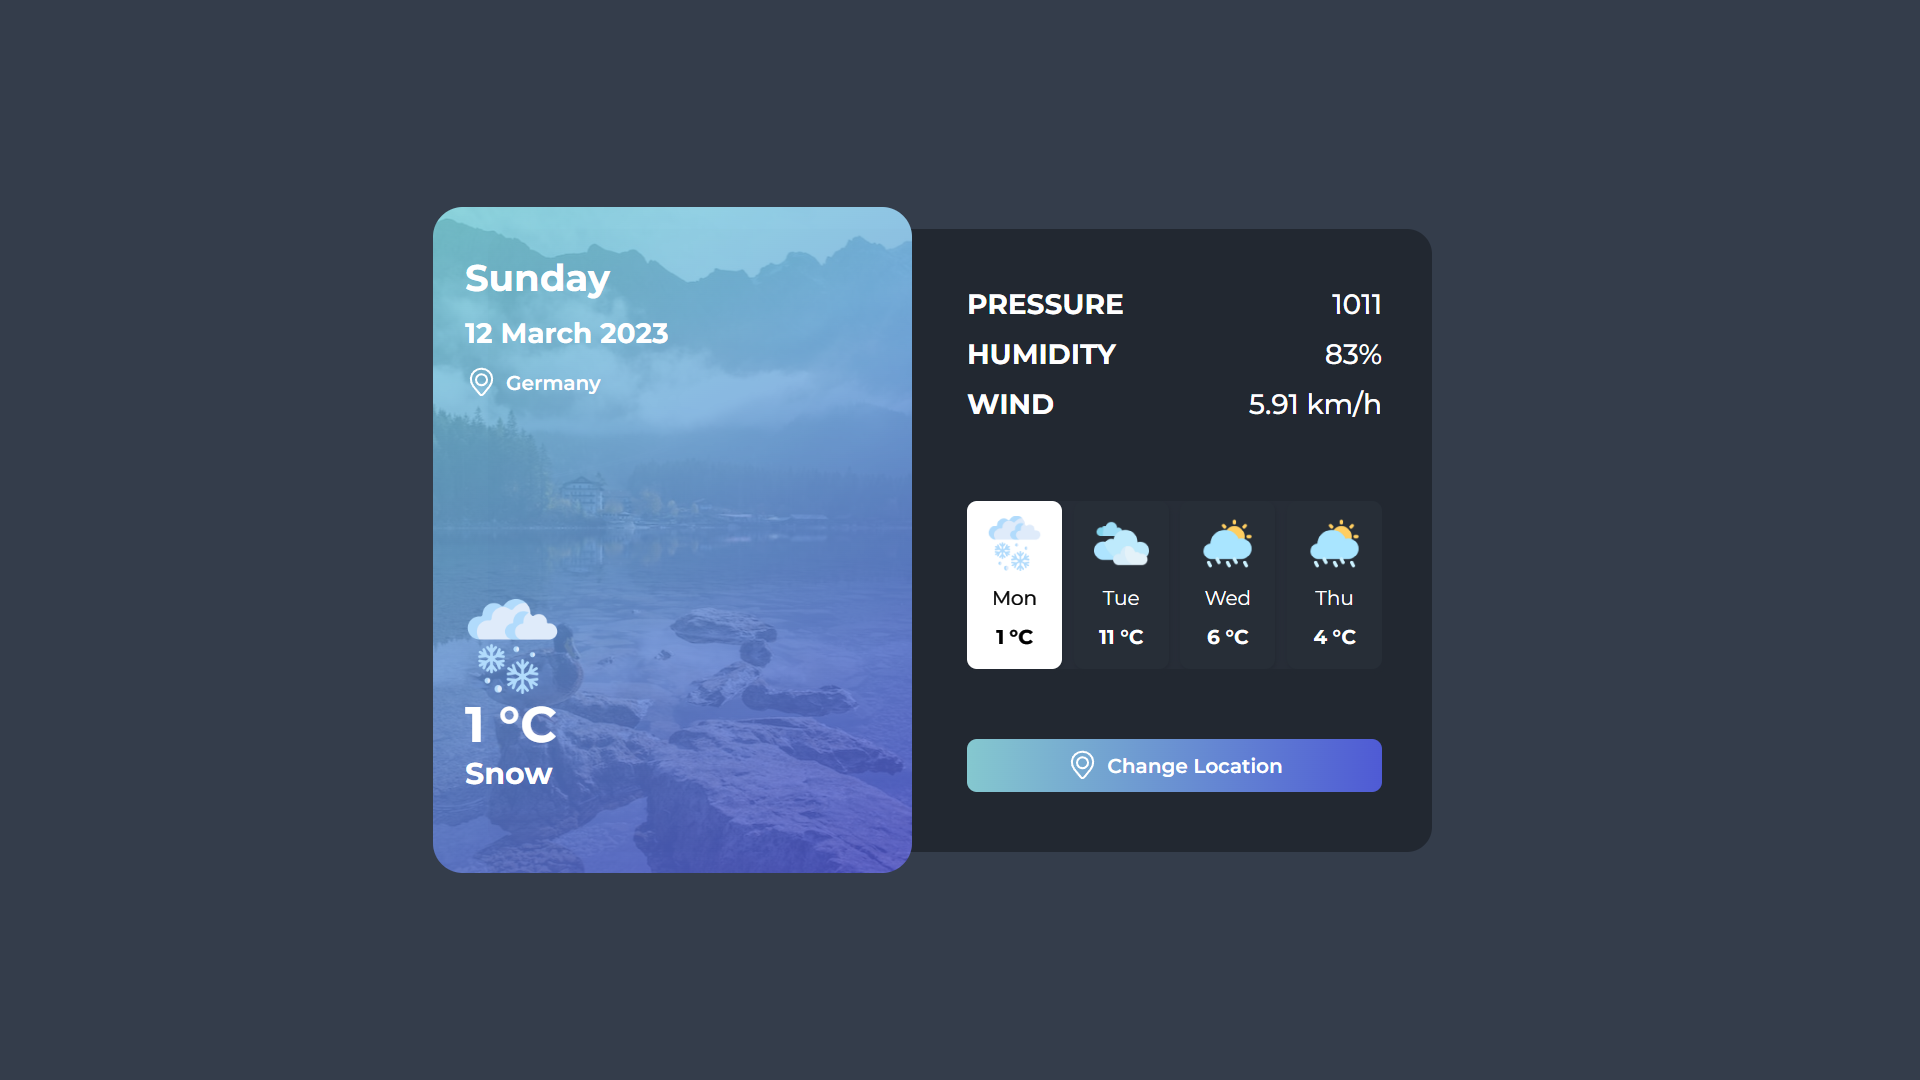 Sunday
12 March 2023
Germany
1 °C
Snow
PRESSURE 1011
HUMIDITY 83%
WIND 5.91 km/h
Mon Tue Wed Thu
1 °C 11 °C 6 °C 4 °C
Change Location